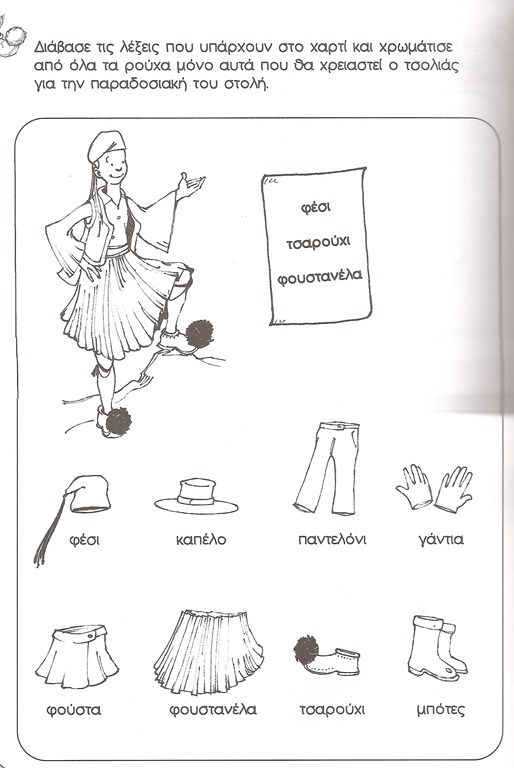 Διάβασε τις λέξεις που υπάρχουν στο χαρτί και χρωμάτισε
από όλα τα ρούχα μόνο αυτά που θα χρειαστεί ο τσολιάς
για την παραδοσιακή του στολή.
φέσι
τσαρούχι
φουστανέλα
φέσι καπέλο παντελόνι γάντια
φούστα φουστανέλα τσαρούχι μπότες